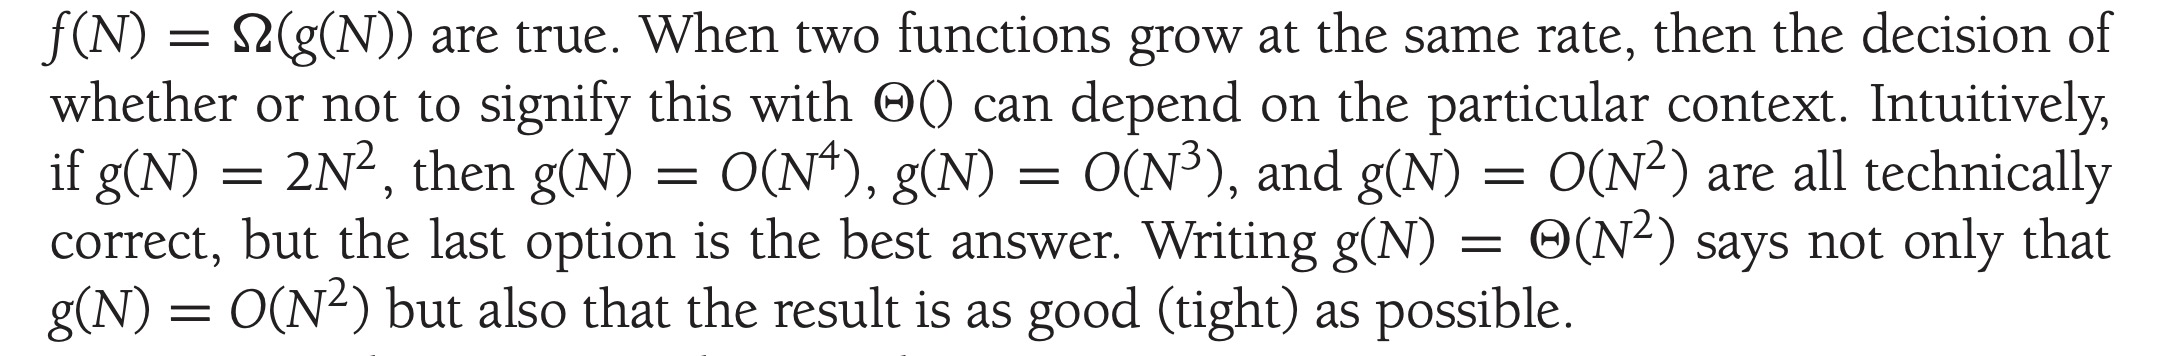 f(N) = Ω(g(N)) are true. When two functions grow at the same rate, then the decision of
whether or not to signify this with Θ() can depend on the particular context. Intuitively,
if g(N) = 2N², then g(N) = O(N⁴), g(N) = O(N³), and g(N) = O(N²) are all technically
correct, but the last option is the best answer. Writing g(N) = Θ(N²) says not only that
g(N) = O(N²) but also that the result is as good (tight) as possible.